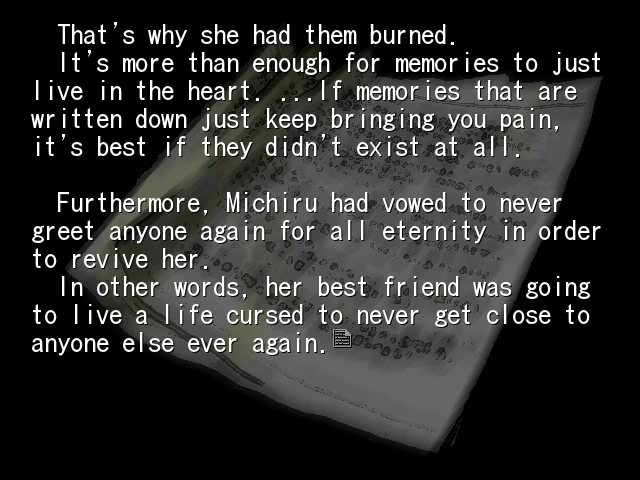 That's why she had them burned.
It's more than enough for memories to just
live in the heart. ...If memories that are
written down just keep bringing you pain,
it's best if they didn't exist at all.
Furthermore, Michiru had vowed to never
greet anyone again for all eternity in order
to revive her.
In other words, her best friend was going
to live a life cursed to never get close to
anyone else ever again.